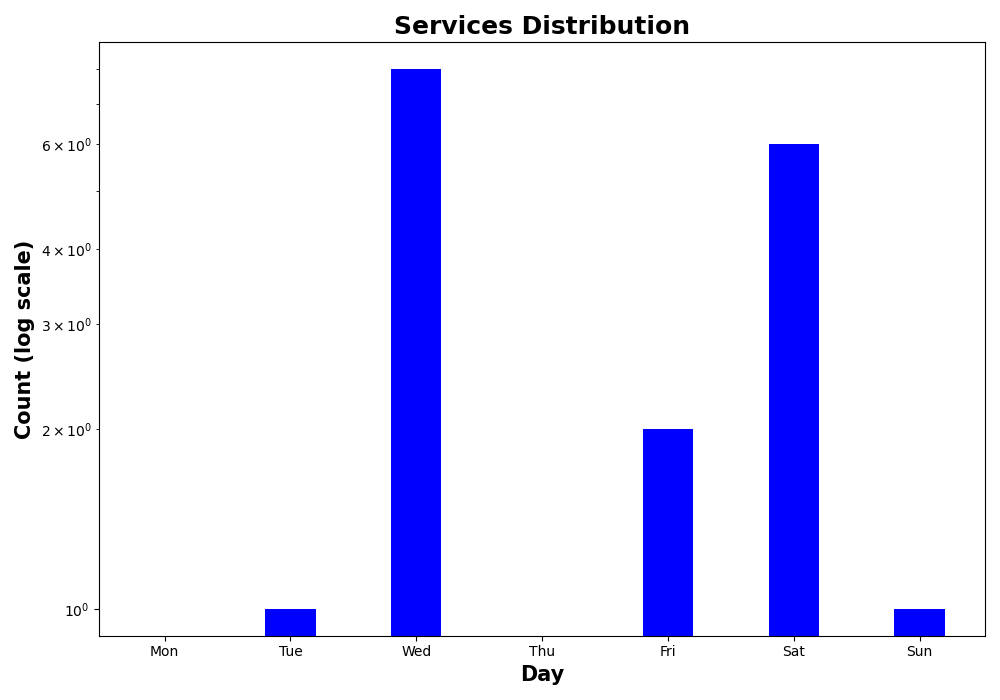 Services Distribution
Count (log scale)
6 × 10⁰
4 × 10⁰
3 × 10⁰
2 × 10⁰
10⁰
Mon Tue Wed Thu Fri Sat Sun
Day